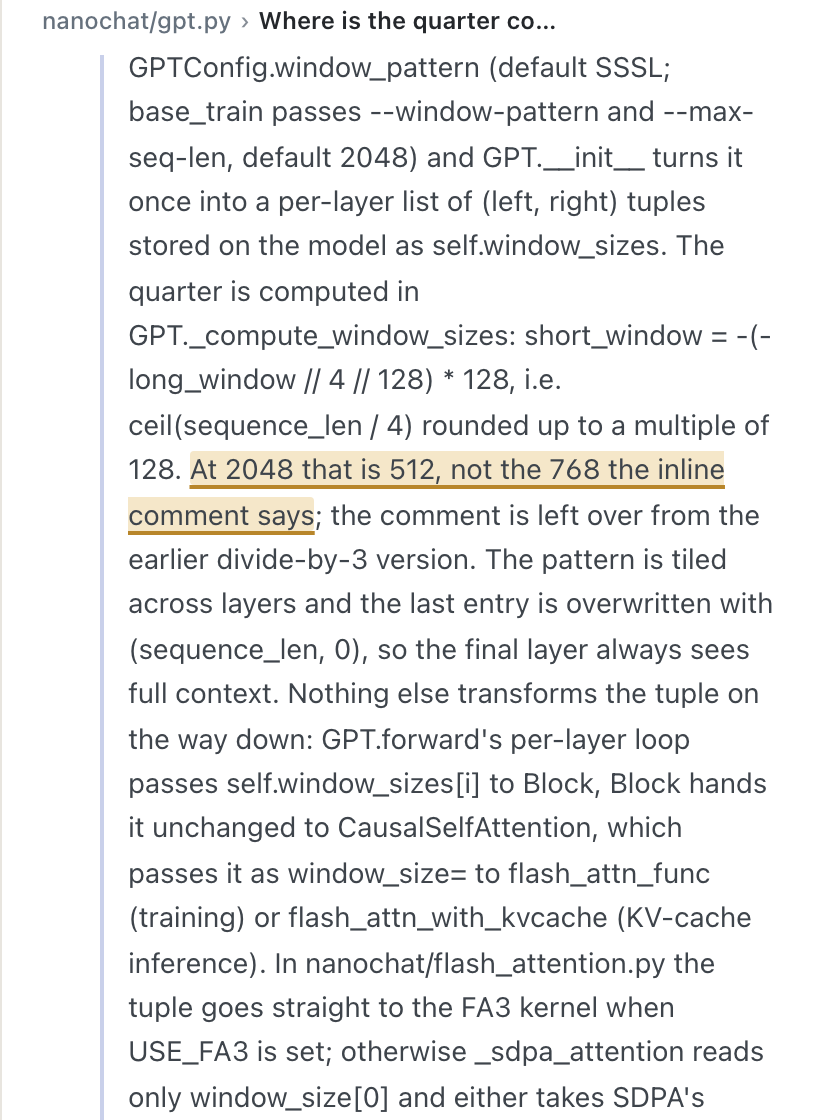 nanochat/gpt.py › Where is the quarter co...
GPTConfig.window_pattern (default SSSL;
base_train passes --window-pattern and --max-
seq-len, default 2048) and GPT.__init__ turns it
once into a per-layer list of (left, right) tuples
stored on the model as self.window_sizes. The
quarter is computed in
GPT._compute_window_sizes: short_window = -(-
long_window // 4 // 128) * 128, i.e.
ceil(sequence_len / 4) rounded up to a multiple of
128. At 2048 that is 512, not the 768 the inline
comment says; the comment is left over from the
earlier divide-by-3 version. The pattern is tiled
across layers and the last entry is overwritten with
(sequence_len, 0), so the final layer always sees
full context. Nothing else transforms the tuple on
the way down: GPT.forward's per-layer loop
passes self.window_sizes[i] to Block, Block hands
it unchanged to CausalSelfAttention, which
passes it as window_size= to flash_attn_func
(training) or flash_attn_with_kvcache (KV-cache
inference). In nanochat/flash_attention.py the
tuple goes straight to the FA3 kernel when
USE_FA3 is set; otherwise _sdpa_attention reads
only window_size[0] and either takes SDPA's